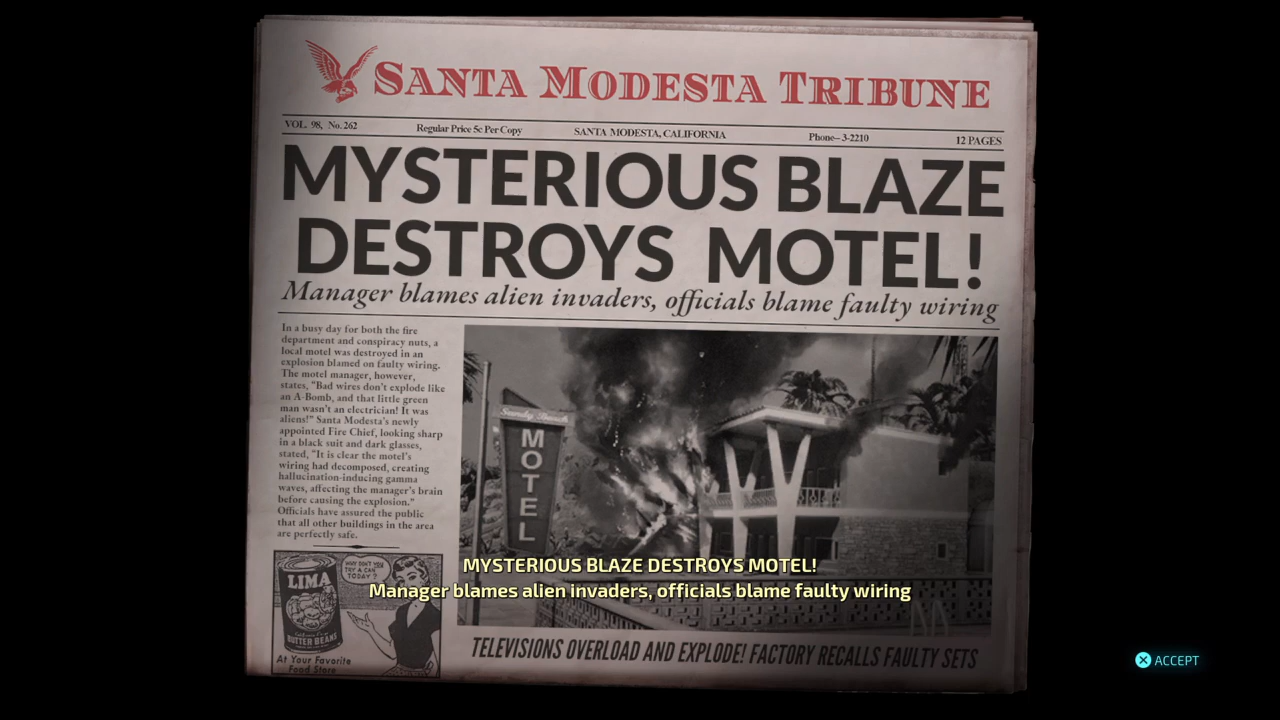 SANTA MODESTA TRIBUNE
VOL. 98, No. 262 Regular Price 5c Per Copy SANTA MODESTA, CALIFORNIA Phone– 3-2210 12 PAGES
MYSTERIOUS BLAZE
DESTROYS MOTEL!
Manager blames alien invaders, officials blame faulty wiring
In a busy day for both the fire
department and conspiracy nuts, a
local motel was destroyed in an
explosion blamed on faulty wiring.
The motel manager, however,
states, "Bad wires don't explode like
an A-Bomb, and that little green
man wasn't an electrician! It was
aliens!" Santa Modesta's newly
appointed Fire Chief, looking sharp
in a black suit and dark glasses,
stated, "It is clear the motel's
wiring had decomposed, creating
hallucination-inducing gamma
waves, affecting the manager's brain
before causing the explosion."
Officials have assured the public
that all other buildings in the area
are perfectly safe.
MOTEL
WHY DON'T YOU
TRY A CAN
TODAY?
LIMA
BUTTER BEANS
At Your Favorite
Food Store
MYSTERIOUS BLAZE DESTROYS MOTEL!
Manager blames alien invaders, officials blame faulty wiring
TELEVISIONS OVERLOAD AND EXPLODE! FACTORY RECALLS FAULTY SETS
ACCEPT